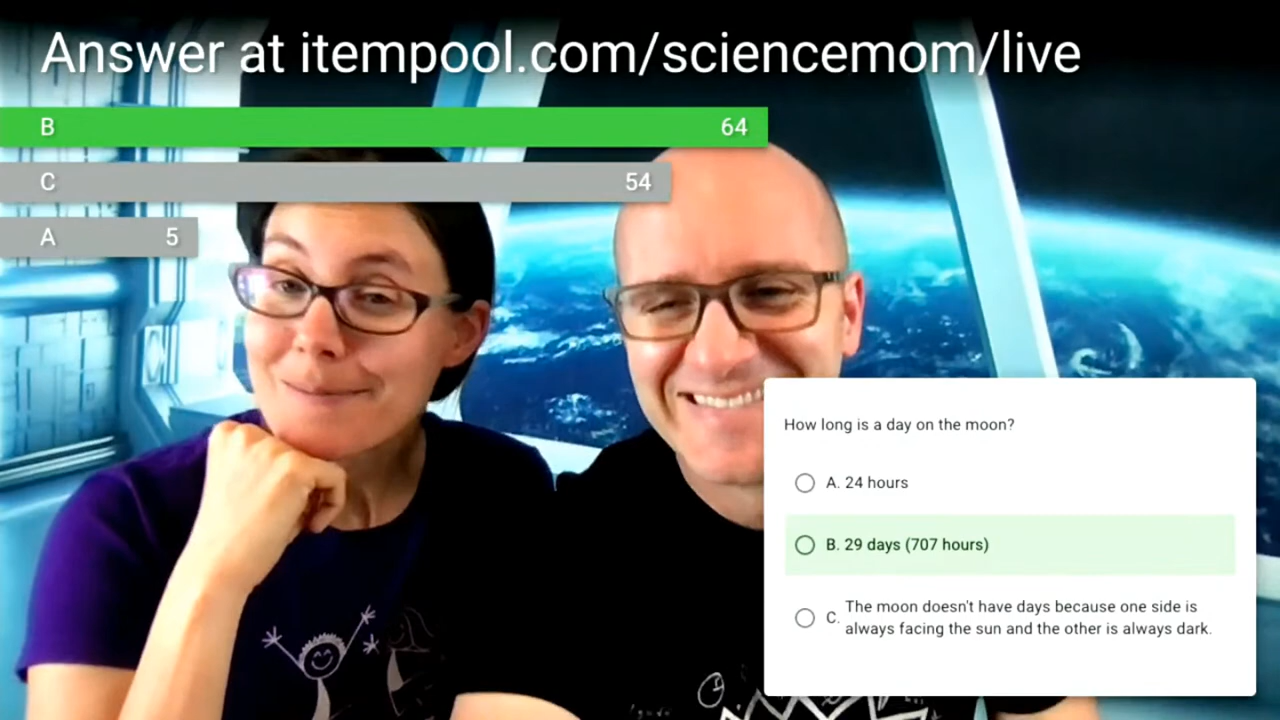 Answer at itempool.com/sciencemom/live
B 64
C 54
A 5
How long is a day on the moon?
A. 24 hours
B. 29 days (707 hours)
C. The moon doesn't have days because one side is
always facing the sun and the other is always dark.